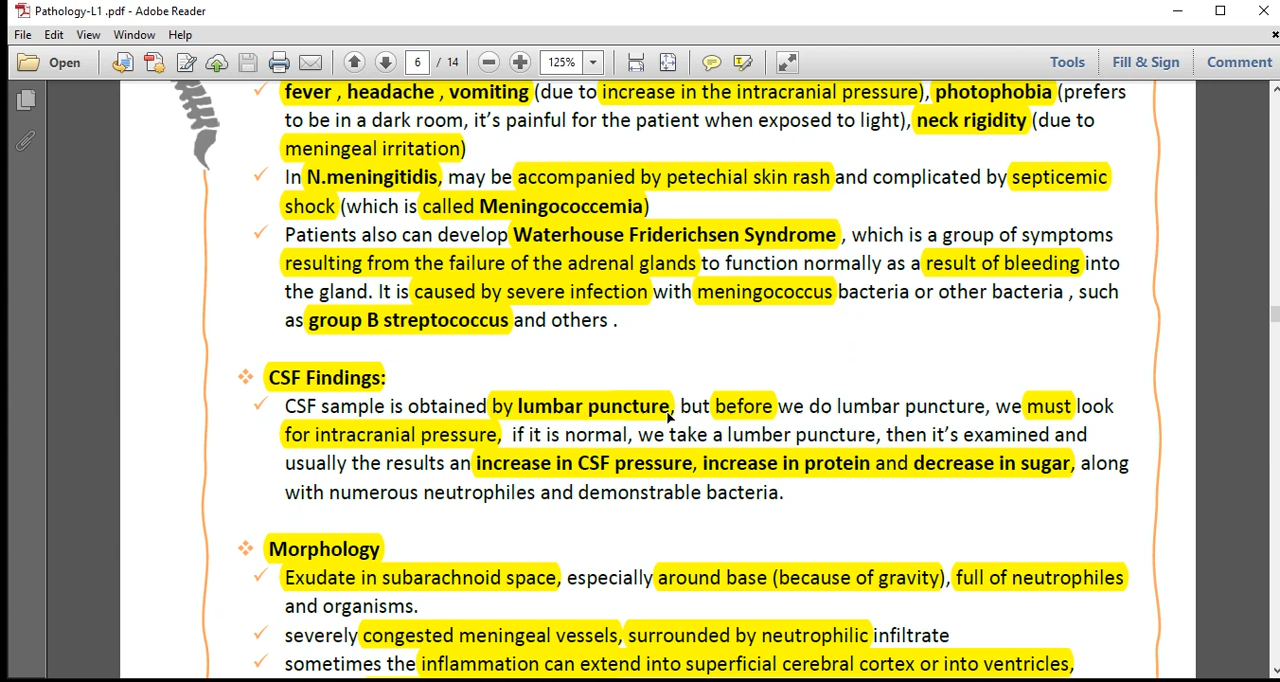 Pathology-L1 .pdf - Adobe Reader
File Edit View Window Help
Open 6 / 14 125% Tools Fill & Sign Comment
fever , headache , vomiting (due to increase in the intracranial pressure), photophobia (prefers
to be in a dark room, it's painful for the patient when exposed to light), neck rigidity (due to
meningeal irritation)
In N.meningitidis, may be accompanied by petechial skin rash and complicated by septicemic
shock (which is called Meningococcemia)
Patients also can develop Waterhouse Friderichsen Syndrome , which is a group of symptoms
resulting from the failure of the adrenal glands to function normally as a result of bleeding into
the gland. It is caused by severe infection with meningococcus bacteria or other bacteria , such
as group B streptococcus and others .
CSF Findings:
CSF sample is obtained by lumbar puncture, but before we do lumbar puncture, we must look
for intracranial pressure, if it is normal, we take a lumber puncture, then it's examined and
usually the results an increase in CSF pressure, increase in protein and decrease in sugar, along
with numerous neutrophiles and demonstrable bacteria.
Morphology
Exudate in subarachnoid space, especially around base (because of gravity), full of neutrophiles
and organisms.
severely congested meningeal vessels, surrounded by neutrophilic infiltrate
sometimes the inflammation can extend into superficial cerebral cortex or into ventricles,